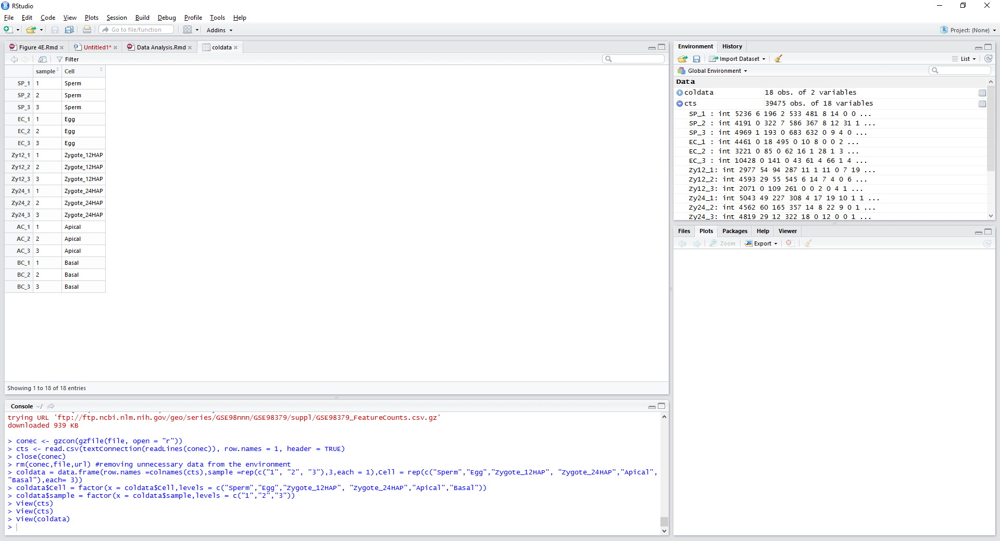 RStudio
File Edit Code View Plots Session Build Debug Profile Tools Help
Go to file/function Addins Project: (None)
Figure 4E.Rmd Untitled1* Data Analysis.Rmd coldata
Filter
sample Cell
SP_1 1 Sperm
SP_2 2 Sperm
SP_3 3 Sperm
EC_1 1 Egg
EC_2 2 Egg
EC_3 3 Egg
Zy12_1 1 Zygote_12HAP
Zy12_2 2 Zygote_12HAP
Zy12_3 3 Zygote_12HAP
Zy24_1 1 Zygote_24HAP
Zy24_2 2 Zygote_24HAP
Zy24_3 3 Zygote_24HAP
AC_1 1 Apical
AC_2 2 Apical
AC_3 3 Apical
BC_1 1 Basal
BC_2 2 Basal
BC_3 3 Basal
Showing 1 to 18 of 18 entries
Console ~/
trying URL 'ftp://ftp.ncbi.nlm.nih.gov/geo/series/GSE98nnn/GSE98379/suppl/GSE98379_FeatureCounts.csv.gz'
downloaded 939 KB
> conec <- gzcon(gzfile(file, open = "r"))
> cts <- read.csv(textConnection(readLines(conec)), row.names = 1, header = TRUE)
> close(conec)
> rm(conec,file,url) #removing unnecessary data from the environment
> coldata = data.frame(row.names =colnames(cts),sample =rep(c("1", "2", "3"),3,each = 1),Cell = rep(c("Sperm","Egg","Zygote_12HAP", "Zygote_24HAP","Apical",
"Basal"),each= 3))
> coldata$Cell = factor(x = coldata$Cell,levels = c("Sperm","Egg","Zygote_12HAP", "Zygote_24HAP","Apical","Basal"))
> coldata$sample = factor(x = coldata$sample,levels = c("1","2","3"))
> View(cts)
> View(cts)
> View(coldata)
>
Environment History
Import Dataset List
Global Environment
Data
coldata 18 obs. of 2 variables
cts 39475 obs. of 18 variables
SP_1 : int 5236 6 196 2 533 481 8 14 0 0 ...
SP_2 : int 4191 0 322 7 586 367 8 12 31 1 ...
SP_3 : int 4969 1 193 0 683 632 0 9 4 0 ...
EC_1 : int 4461 0 18 495 0 10 8 0 0 2 ...
EC_2 : int 3221 0 85 0 62 16 1 28 1 3 ...
EC_3 : int 10428 0 141 0 43 61 4 66 1 4 ...
Zy12_1: int 2977 54 94 287 11 1 11 0 7 19 ...
Zy12_2: int 4593 29 55 545 6 14 7 4 0 6 ...
Zy12_3: int 2071 0 109 261 0 0 2 0 4 1 ...
Zy24_1: int 5043 49 227 308 4 17 19 10 1 1 ...
Zy24_2: int 4562 60 165 357 14 8 22 9 0 1 ...
Zy24_3: int 4819 29 12 322 18 0 12 0 0 1 ...
Files Plots Packages Help Viewer
Zoom Export